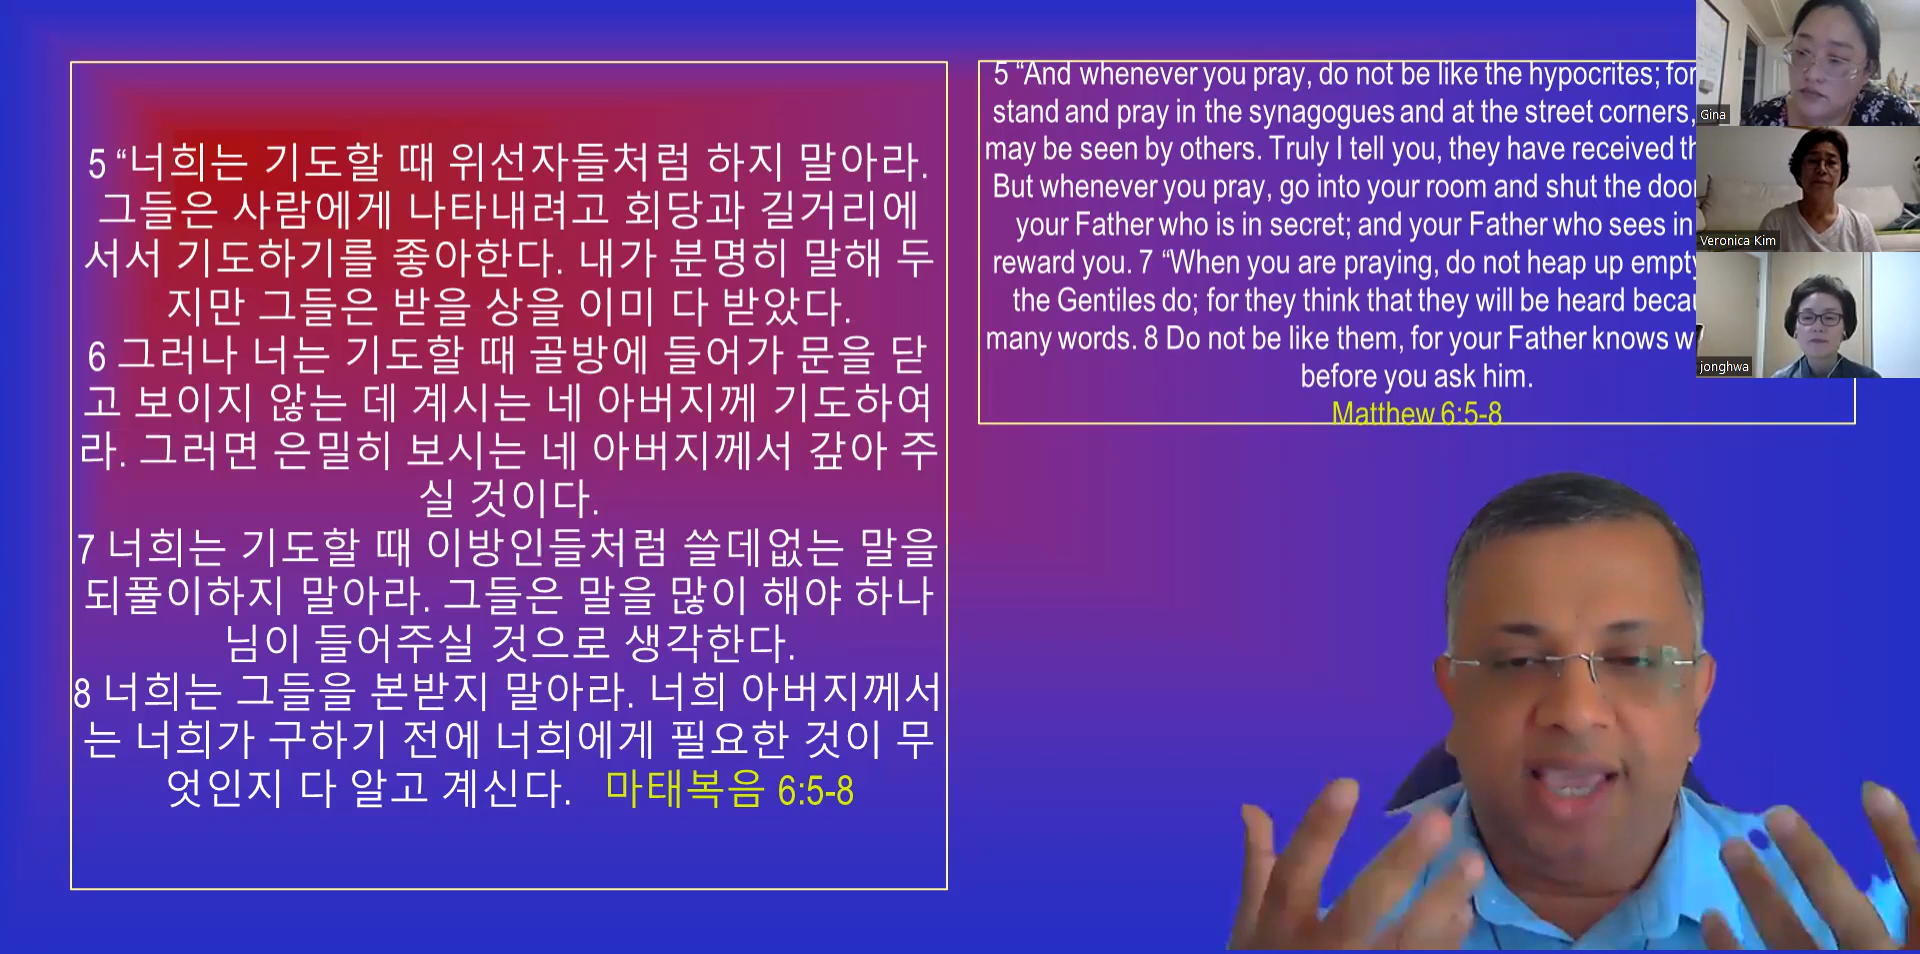 5 “너희는 기도할 때 위선자들처럼 하지 말아라.
그들은 사람에게 나타내려고 회당과 길거리에
서서 기도하기를 좋아한다. 내가 분명히 말해 두
지만 그들은 받을 상을 이미 다 받았다.
6 그러나 너는 기도할 때 골방에 들어가 문을 닫
고 보이지 않는 데 계시는 네 아버지께 기도하여
라. 그러면 은밀히 보시는 네 아버지께서 갚아 주
실 것이다.
7 너희는 기도할 때 이방인들처럼 쓸데없는 말을
되풀이하지 말아라. 그들은 말을 많이 해야 하나
님이 들어주실 것으로 생각한다.
8 너희는 그들을 본받지 말아라. 너희 아버지께서
는 너희가 구하기 전에 너희에게 필요한 것이 무
엇인지 다 알고 계신다. 마태복음 6:5-8
5 “And whenever you pray, do not be like the hypocrites; for
stand and pray in the synagogues and at the street corners,
may be seen by others. Truly I tell you, they have received
But whenever you pray, go into your room and shut the
your Father who is in secret; and your Father who sees in
reward you. 7 “When you are praying, do not heap up
the Gentiles do; for they think that they will be heard
many words. 8 Do not be like them, for your Father knows
before you ask him.
Matthew 6:5-8
Gina
Veronica Kim
jonghwa